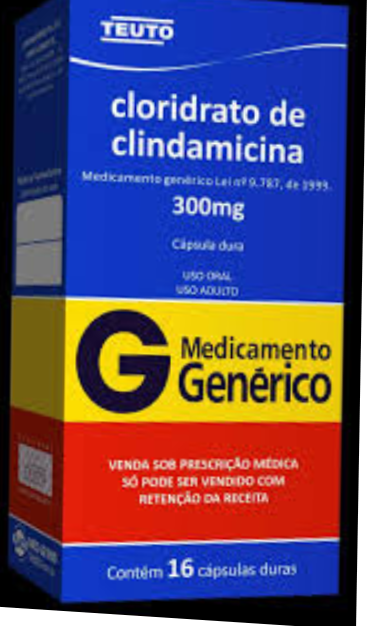 TEUTO
cloridrato de
clindamicina
Medicamento genérico Lei nº 9.787, de 1999.
300mg
Cápsula dura
USO ORAL
USO ADULTO
G Medicamento
Genérico
VENDA SOB PRESCRIÇÃO MÉDICA
SÓ PODE SER VENDIDO COM
RETENÇÃO DA RECEITA
Contém 16 cápsulas duras